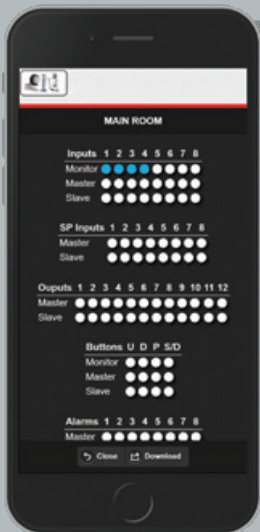 MAIN ROOM
Inputs 1 2 3 4 5 6 7 8
Monitor
Master
Slave
SP Inputs 1 2 3 4 5 6 7 8
Master
Slave
Ouputs 1 2 3 4 5 6 7 8 9 10 11 12
Master
Slave
Buttons U D P S/D
Monitor
Master
Slave
Alarms 1 2 3 4 5 6 7 8
Master
Close Download